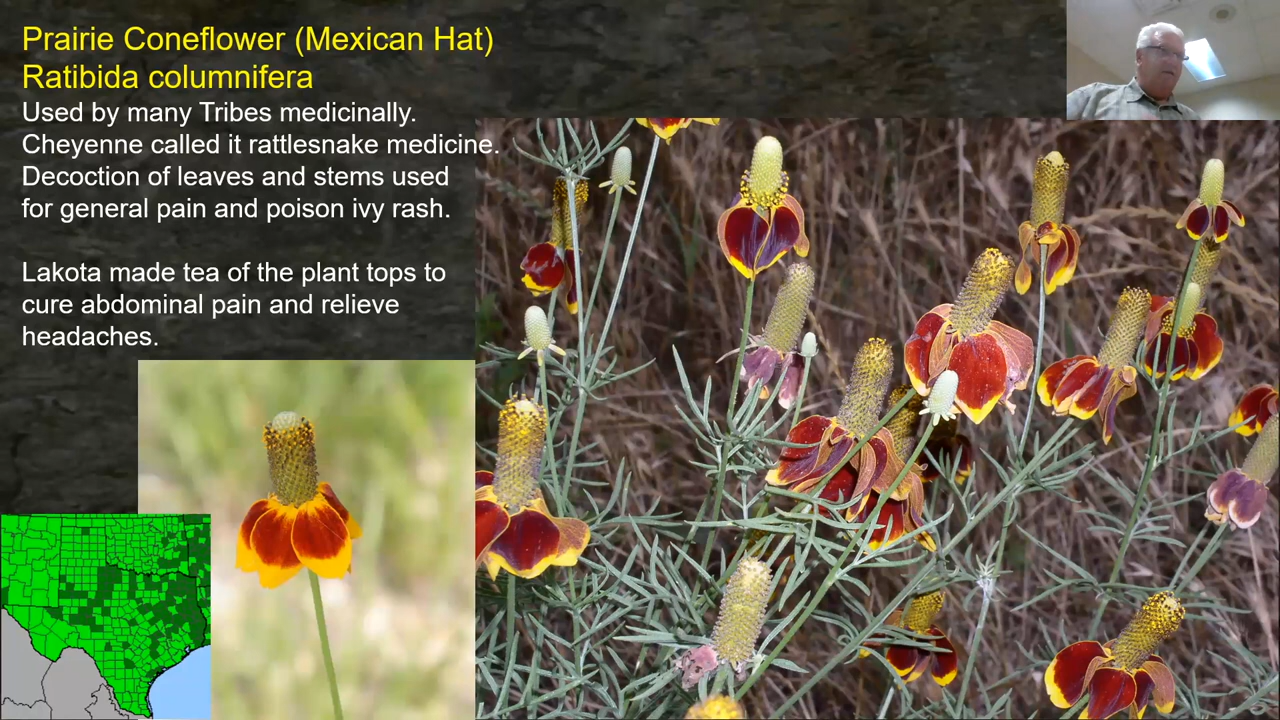 Prairie Coneflower (Mexican Hat)
Ratibida columnifera
Used by many Tribes medicinally.
Cheyenne called it rattlesnake medicine.
Decoction of leaves and stems used
for general pain and poison ivy rash.
Lakota made tea of the plant tops to
cure abdominal pain and relieve
headaches.